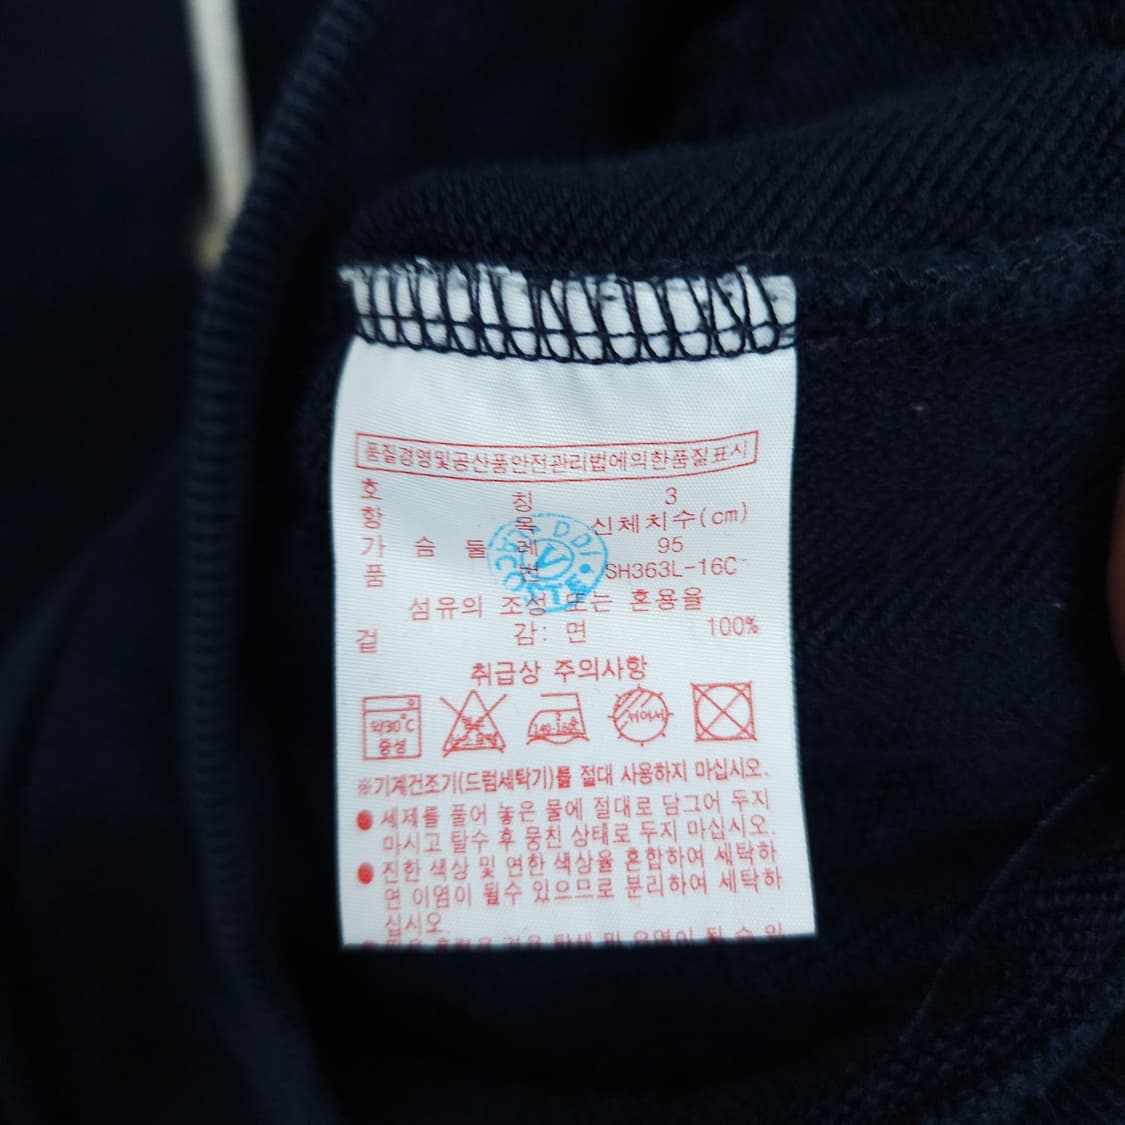 품질경영및공산품안전관리법에의한품질표시
호 칭 3
항 목 신체치수(cm)
가 슴 둘 레 95
품 번 SH363L-16C
섬유의 조성 또는 혼용율
겉 감: 면 100%
취급상 주의사항
약30℃
중성
140-160℃
※기계건조기(드럼세탁기)를 절대 사용하지 마십시오.
● 세제를 풀어 놓은 물에 절대로 담그어 두지
마시고 탈수 후 뭉친 상태로 두지 마십시오.
● 진한 색상 및 연한 색상을 혼합하여 세탁하
면 이염이 될수 있으므로 분리하여 세탁하
십시오.